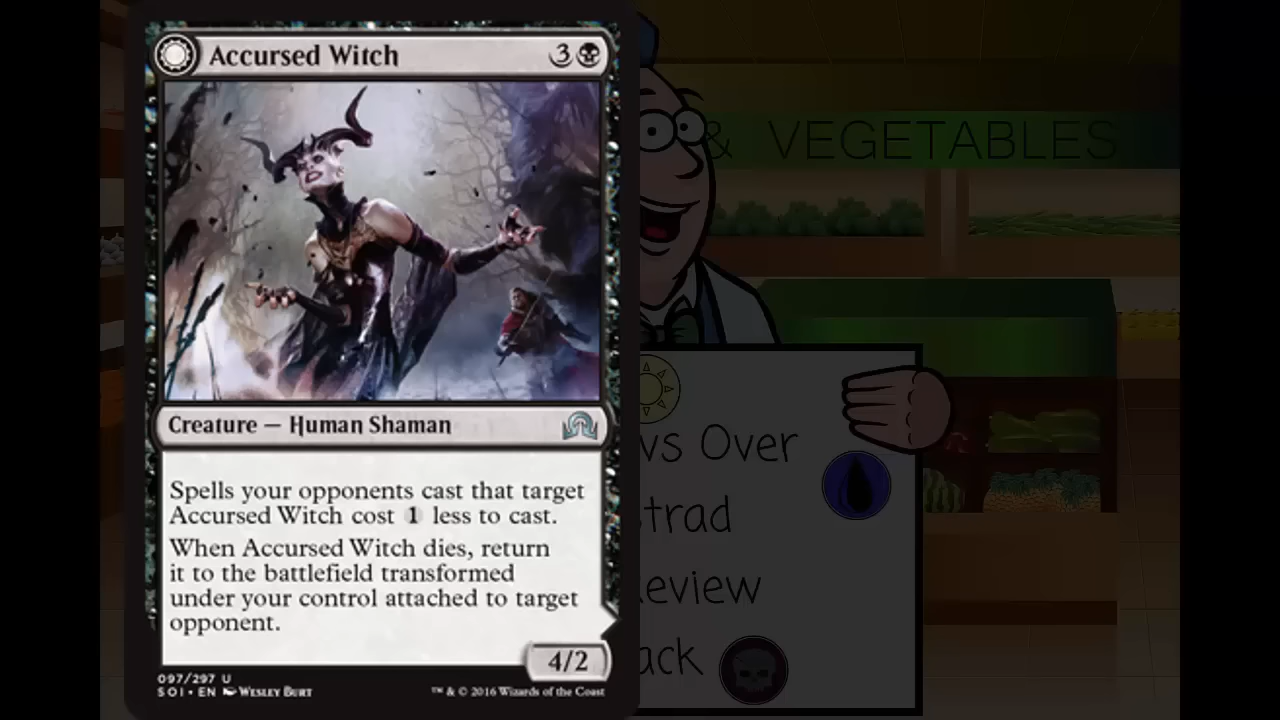 Accursed Witch
3
Creature — Human Shaman
Spells your opponents cast that target
Accursed Witch cost 1 less to cast.
When Accursed Witch dies, return
it to the battlefield transformed
under your control attached to target
opponent.
4/2
097/297 U
SOI • EN Wesley Burt
™ & © 2016 Wizards of the Coast
& VEGETABLES
ws Over
trad
Review
ack